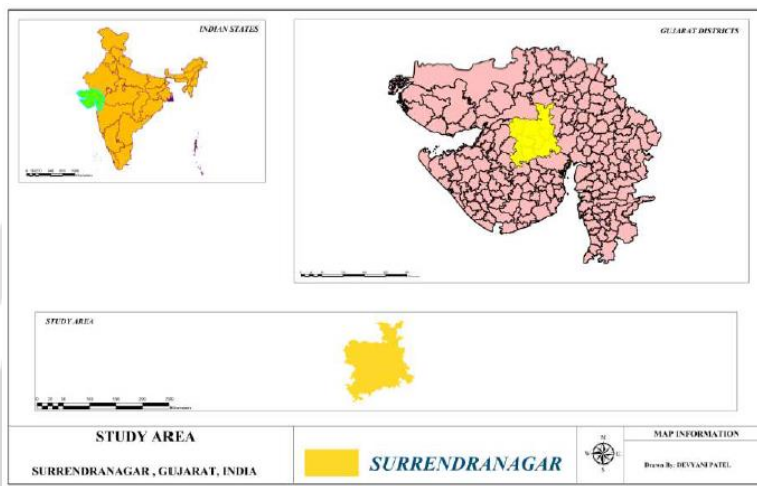 INDIAN STATES
GUJARAT DISTRICTS
STUDY AREA
STUDY AREA
SURRENDRANAGAR , GUJARAT, INDIA
SURRENDRANAGAR
N
W
S
MAP INFORMATION
Drawn By: DEVYANI PATEL